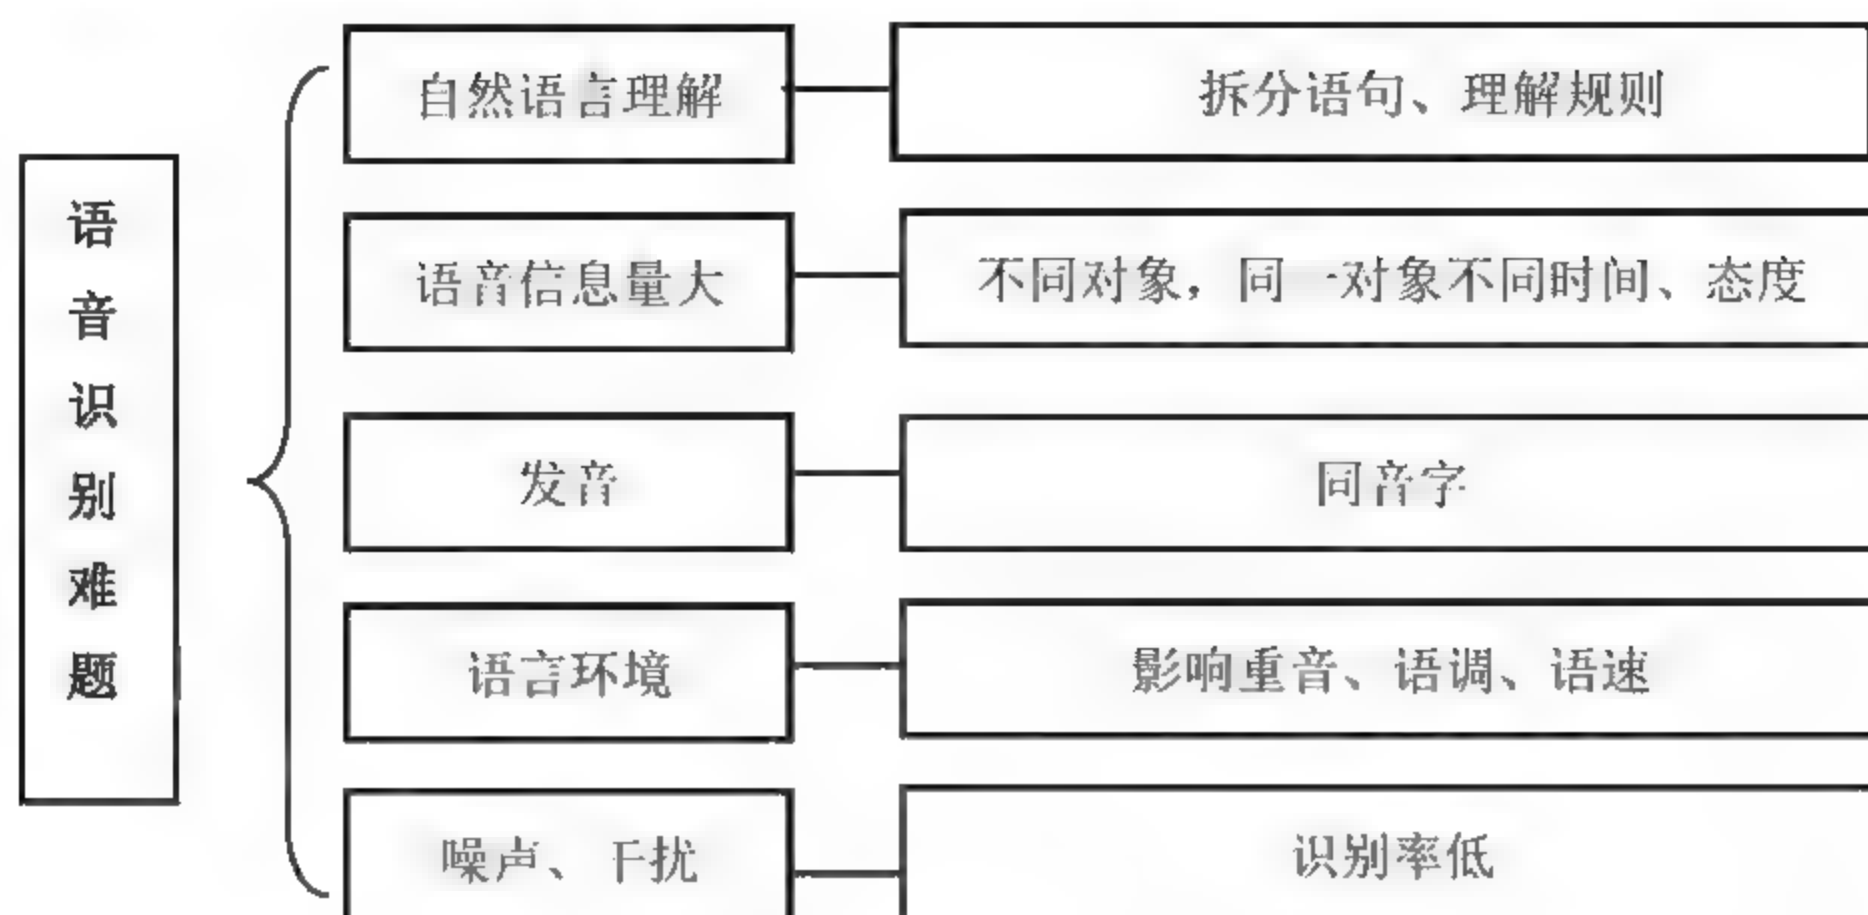 语音识别难题
自然语言理解
拆分语句、理解规则
语音信息量大
不同对象，同一对象不同时间、态度
发音
同音字
语言环境
影响重音、语调、语速
噪声、干扰
识别率低